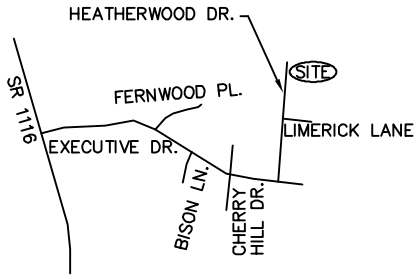 HEATHERWOOD DR.
SITE
SR 1116
FERNWOOD PL.
LIMERICK LANE
EXECUTIVE DR.
BISON LN.
CHERRY
HILL DR.